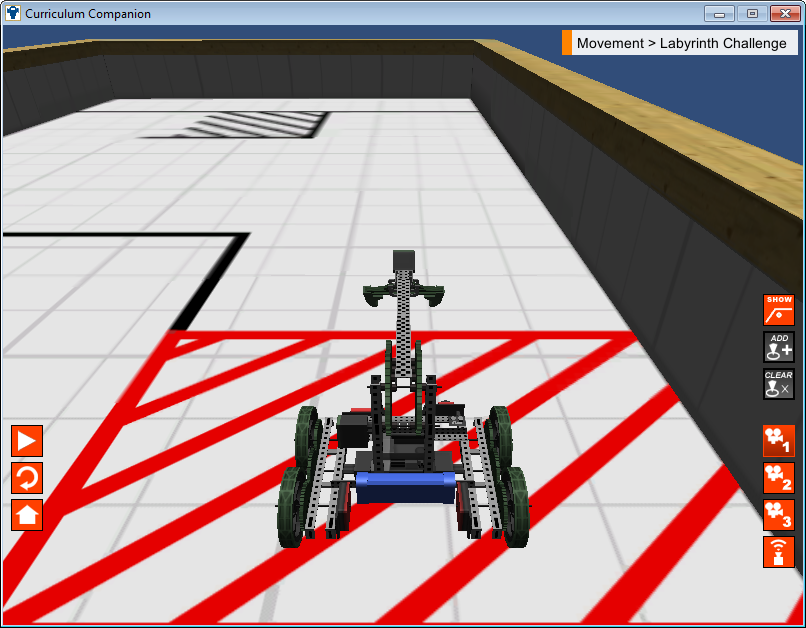 Curriculum Companion
Movement > Labyrinth Challenge
SHOW
ADD
CLEAR
1
2
3